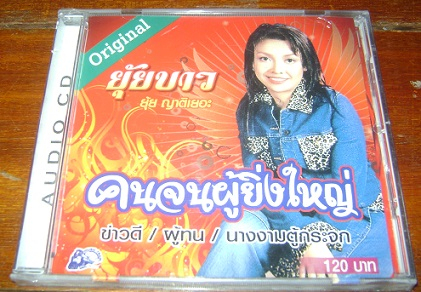 Original
AUDIO CD
ยุ้ยบาว
ยุ้ย ญาติเยอะ
คนจนผู้ยิ่งใหญ่
ข่าวดี / ผู้ทน / นางงามตู้กระจก
120 บาท